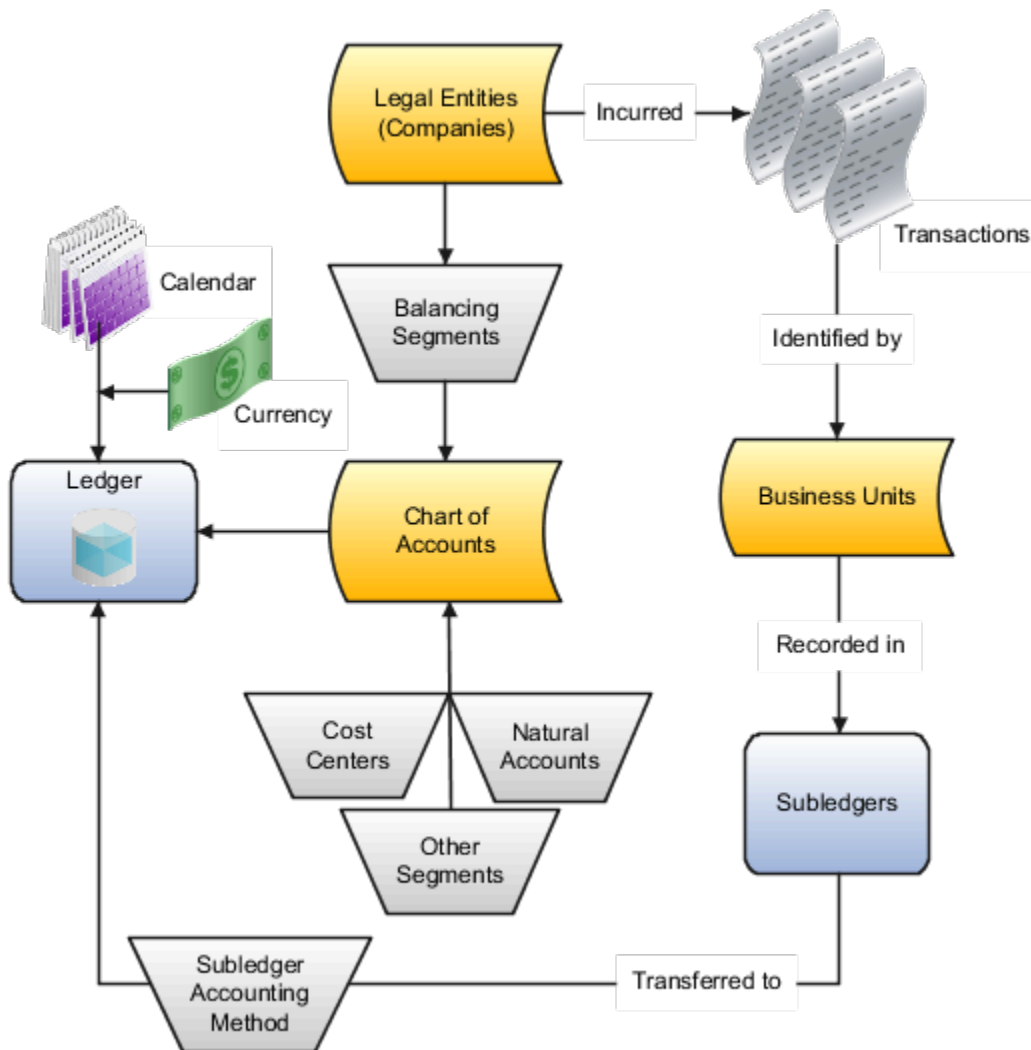 Legal Entities
(Companies)
Incurred
Transactions
Calendar
Balancing
Segments
Identified by
Currency
Ledger
Chart of
Accounts
Business Units
Recorded in
Cost
Centers
Natural
Accounts
Subledgers
Other
Segments
Subledger
Accounting
Method
Transferred to